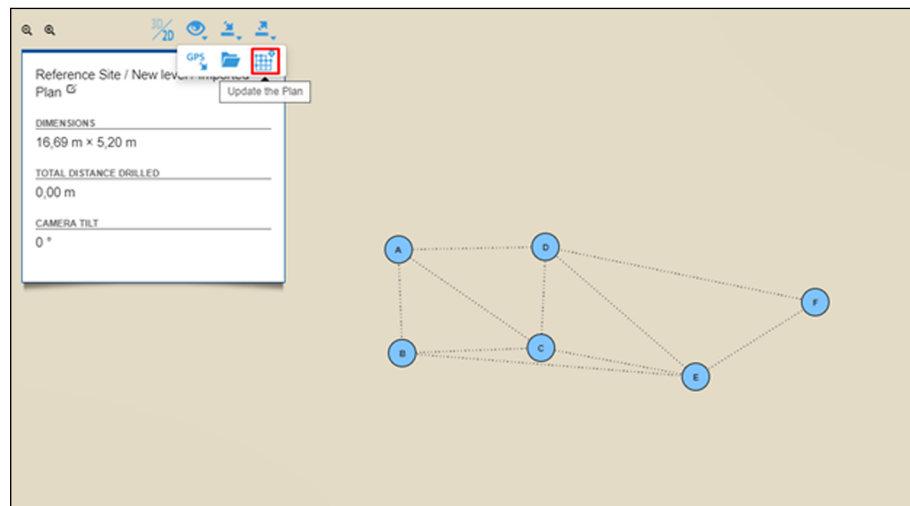 3D/2D
GPS
Reference Site / New level / Imported
Plan
Update the Plan
DIMENSIONS
16,69 m × 5,20 m
TOTAL DISTANCE DRILLED
0,00 m
CAMERA TILT
0 °
A
D
F
B
C
E